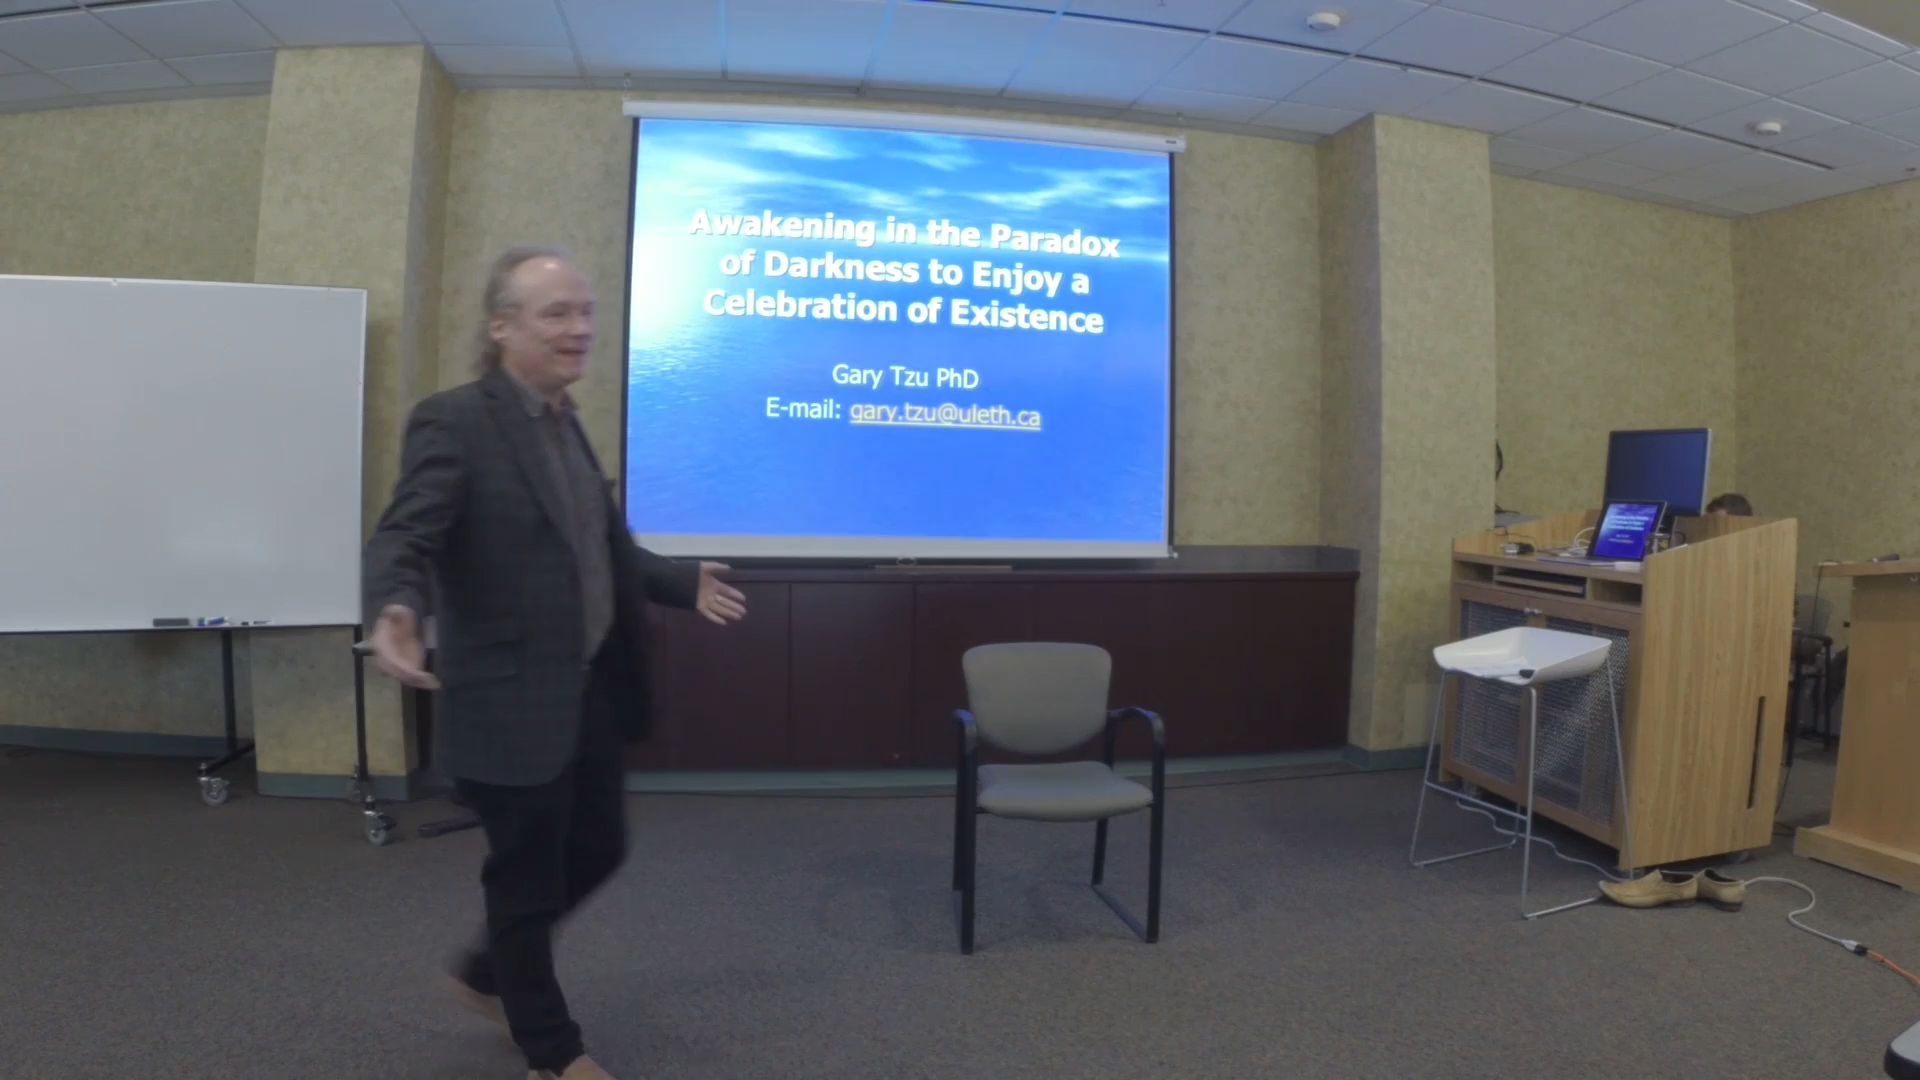 Awakening in the Paradox
of Darkness to Enjoy a
Celebration of Existence
Gary Tzu PhD
E-mail: gary.tzu@uleth.ca